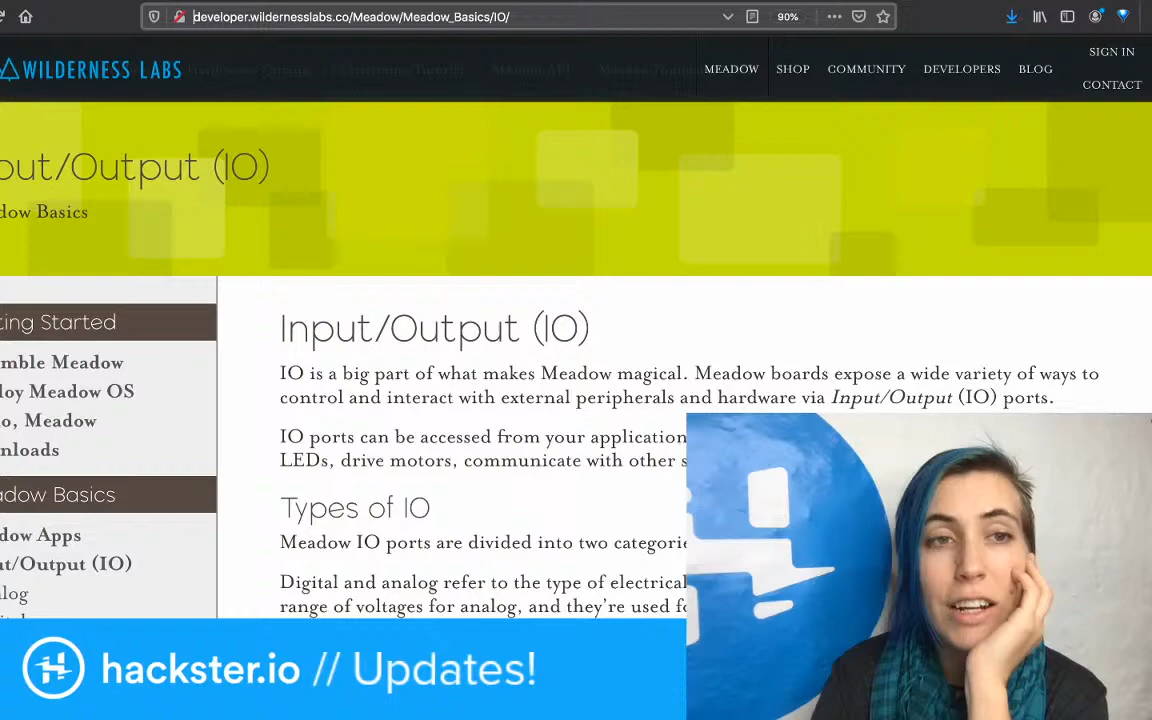 developer.wildernesslabs.co/Meadow/Meadow_Basics/IO/
90%
WILDERNESS LABS
MEADOW
SHOP
COMMUNITY
DEVELOPERS
BLOG
SIGN IN
CONTACT
put/Output (IO)
dow Basics
ting Started
mble Meadow
loy Meadow OS
lo, Meadow
nloads
adow Basics
dow Apps
ut/Output (IO)
log
Input/Output (IO)
IO is a big part of what makes Meadow magical. Meadow boards expose a wide variety of ways to
control and interact with external peripherals and hardware via Input/Output (IO) ports.
IO ports can be accessed from your application
LEDs, drive motors, communicate with other s
Types of IO
Meadow IO ports are divided into two categorie
Digital and analog refer to the type of electrical
range of voltages for analog, and they're used fo
hackster.io // Updates!